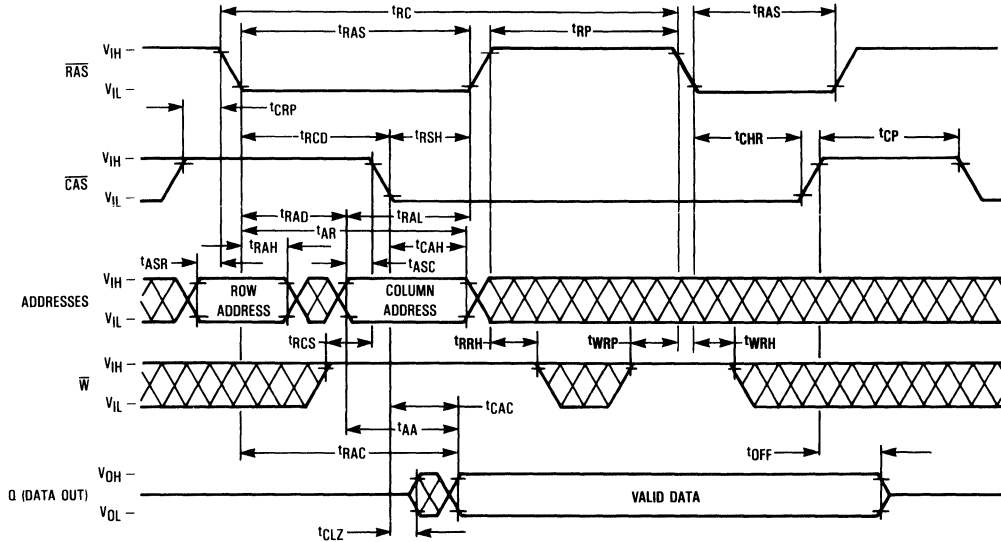 tRC
tRAS
tRAS
tRP
RAS
VIH –
VIL –
tCRP
tRCD
tRSH
tCHR
tCP
CAS
VIH –
VIL –
tRAD
tRAL
tAR
tRAH
tCAH
tASR
tASC
ADDRESSES
VIH –
VIL –
ROW
ADDRESS
COLUMN
ADDRESS
tRCS
tRRH
tWRP
tWRH
W
VIH –
VIL –
tCAC
tAA
tRAC
tOFF
Q (DATA OUT)
VOH –
VOL –
VALID DATA
tCLZ